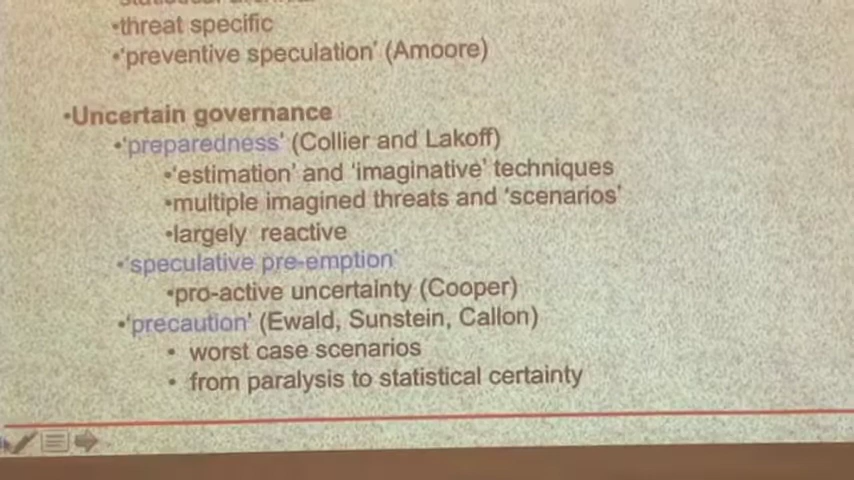 •threat specific
•'preventive speculation' (Amoore)
•Uncertain governance
•'preparedness' (Collier and Lakoff)
•'estimation' and 'imaginative' techniques
•multiple imagined threats and 'scenarios'
•largely reactive
•'speculative pre-emption'
•pro-active uncertainty (Cooper)
•'precaution' (Ewald, Sunstein, Callon)
• worst case scenarios
• from paralysis to statistical certainty